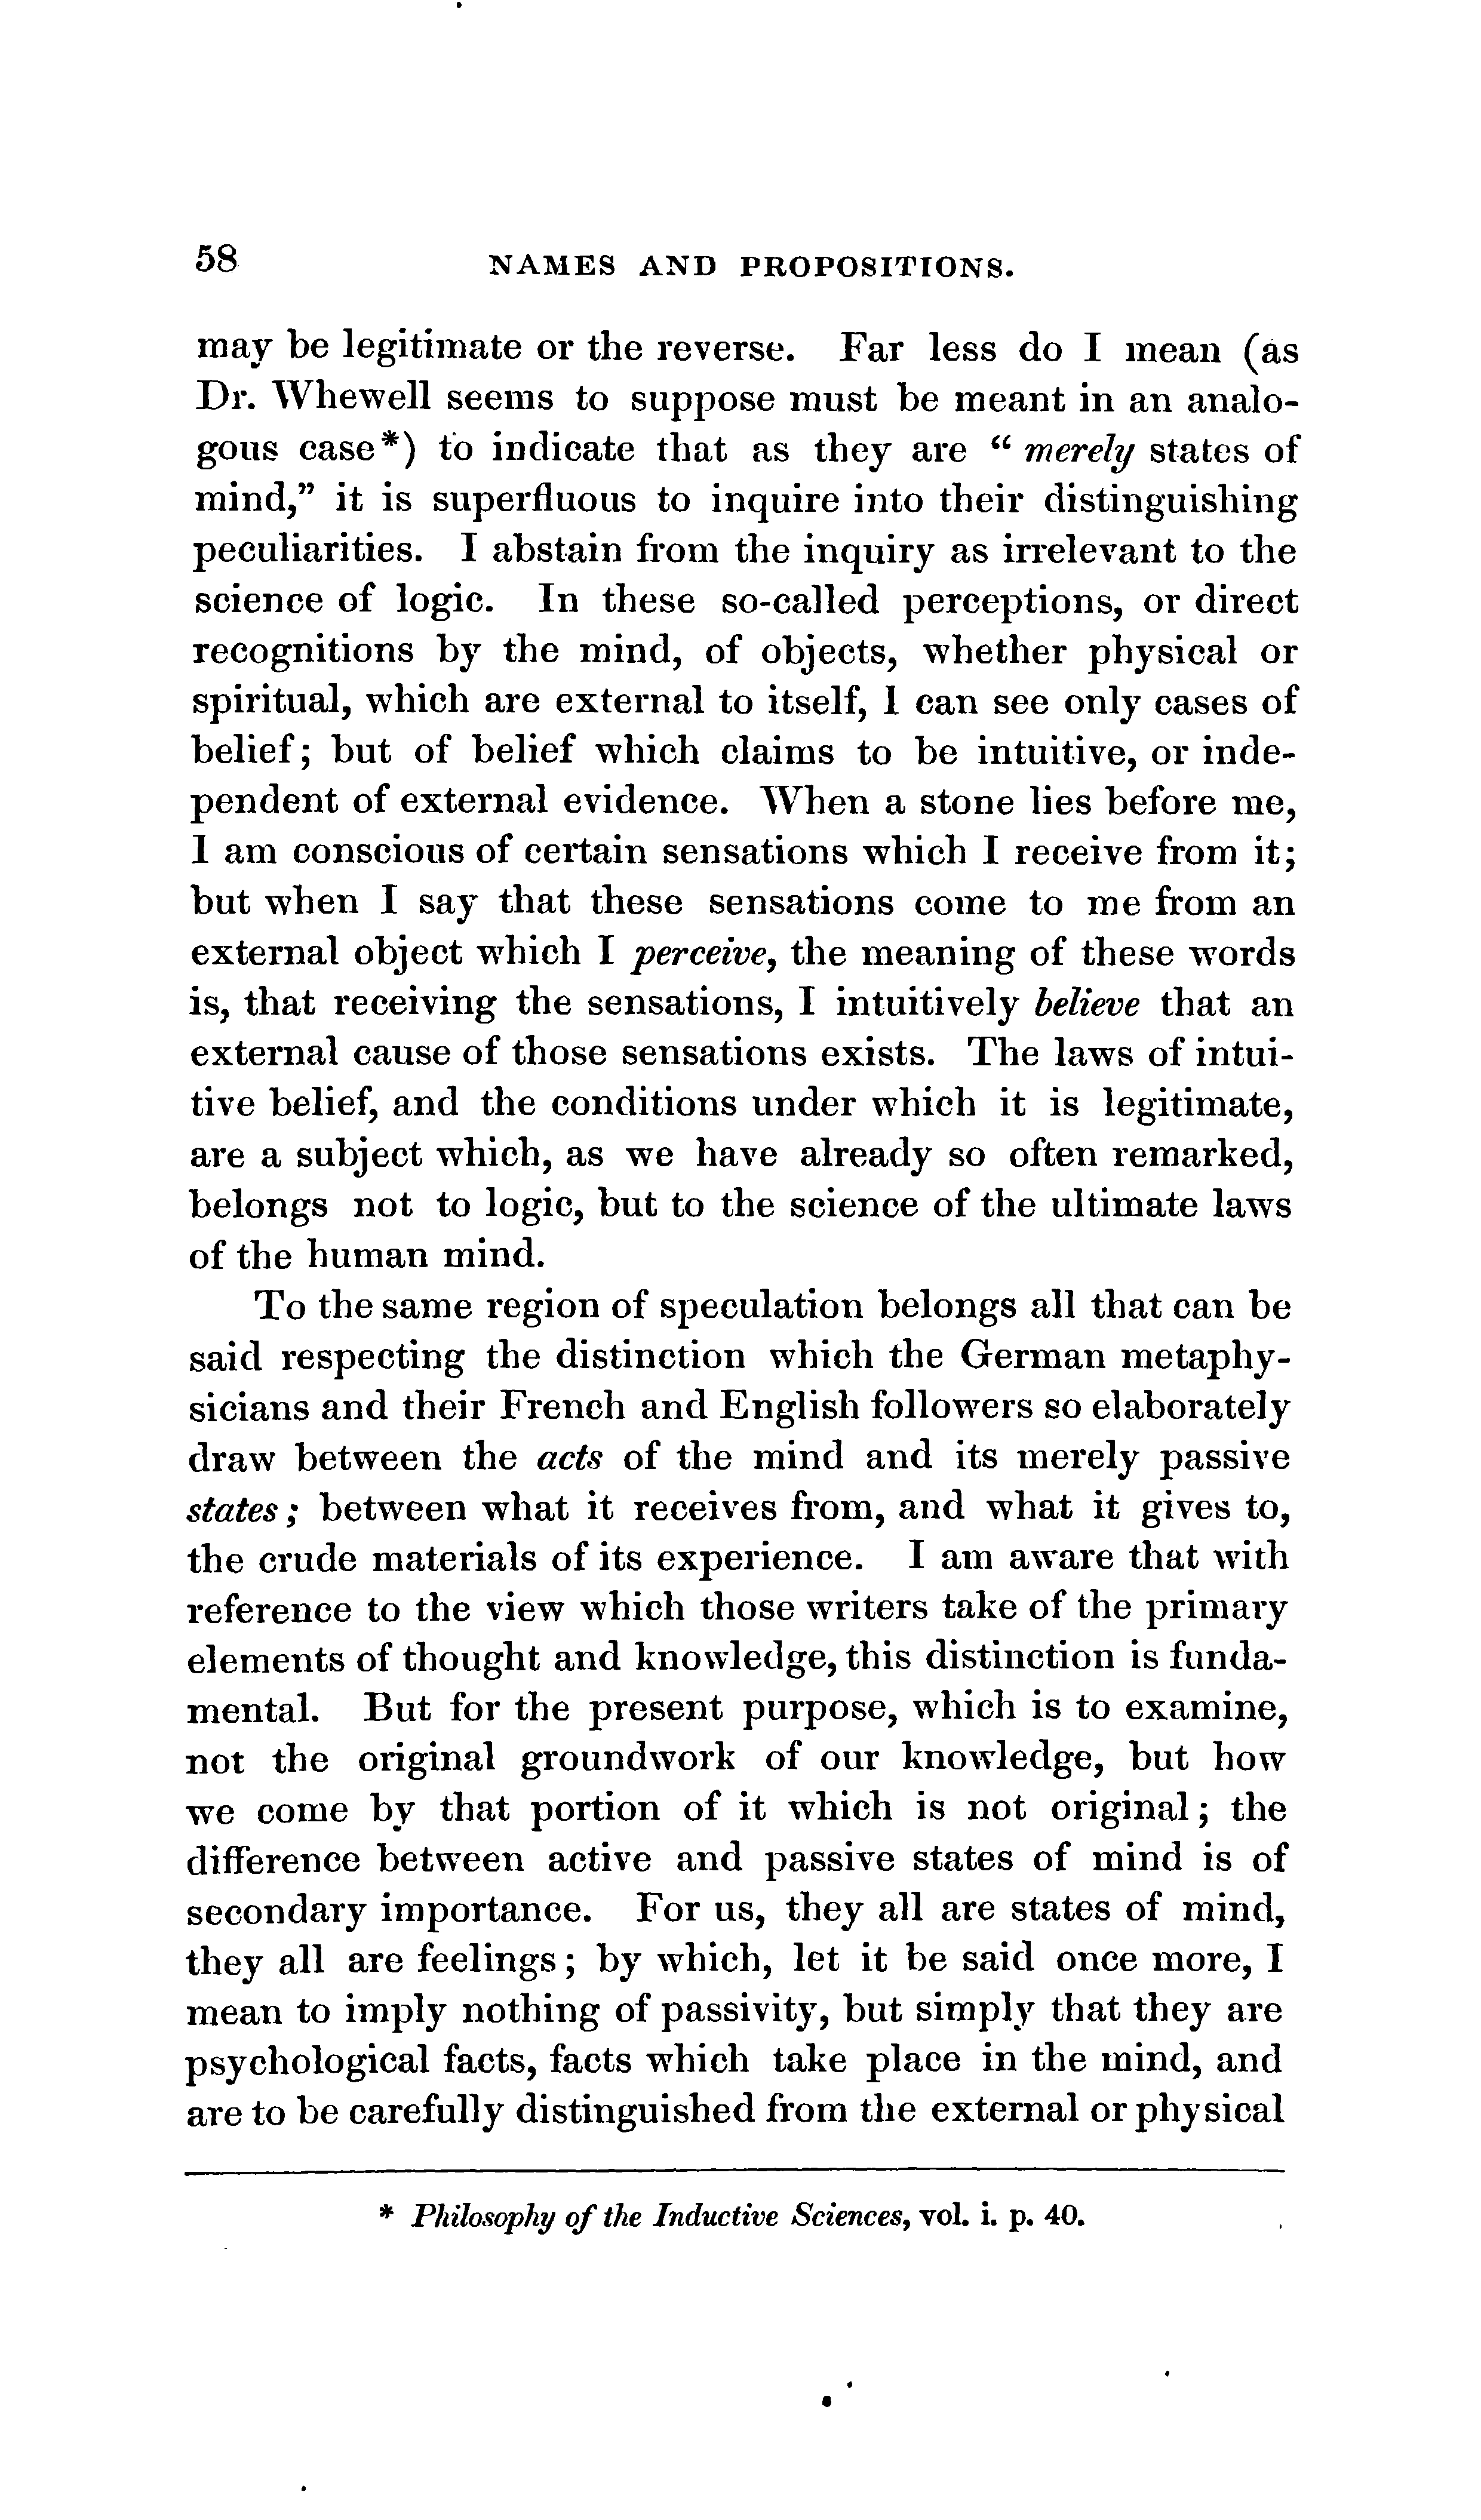 58 NAMES AND PROPOSITIONS.
may be legitimate or the reverse. Far less do I mean (as
Dr. Whewell seems to suppose must be meant in an analo-
gous case*) to indicate that as they are “ merely states of
mind,” it is superfluous to inquire into their distinguishing
peculiarities. I abstain from the inquiry as irrelevant to the
science of logic. In these so-called perceptions, or direct
recognitions by the mind, of objects, whether physical or
spiritual, which are external to itself, I can see only cases of
belief; but of belief which claims to be intuitive, or inde-
pendent of external evidence. When a stone lies before me,
I am conscious of certain sensations which I receive from it;
but when I say that these sensations come to me from an
external object which I perceive, the meaning of these words
is, that receiving the sensations, I intuitively believe that an
external cause of those sensations exists. The laws of intui-
tive belief, and the conditions under which it is legitimate,
are a subject which, as we have already so often remarked,
belongs not to logic, but to the science of the ultimate laws
of the human mind.
To the same region of speculation belongs all that can be
said respecting the distinction which the German metaphy-
sicians and their French and English followers so elaborately
draw between the acts of the mind and its merely passive
states; between what it receives from, and what it gives to,
the crude materials of its experience. I am aware that with
reference to the view which those writers take of the primary
elements of thought and knowledge, this distinction is funda-
mental. But for the present purpose, which is to examine,
not the original groundwork of our knowledge, but how
we come by that portion of it which is not original; the
difference between active and passive states of mind is of
secondary importance. For us, they all are states of mind,
they all are feelings; by which, let it be said once more, I
mean to imply nothing of passivity, but simply that they are
psychological facts, facts which take place in the mind, and
are to be carefully distinguished from the external or physical
* Philosophy of the Inductive Sciences, vol. i. p. 40.